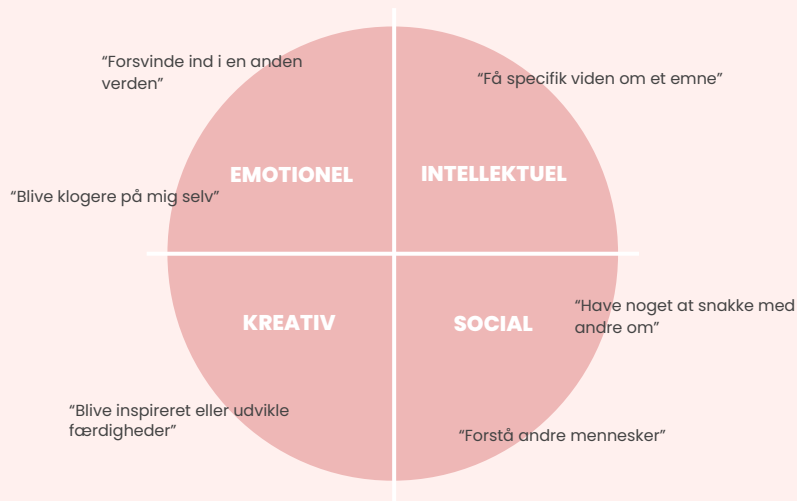 “Forsvinde ind i en anden
verden”
“Få specifik viden om et emne”
EMOTIONEL
INTELLEKTUEL
“Blive klogere på mig selv”
KREATIV
SOCIAL
“Have noget at snakke med
andre om”
“Blive inspireret eller udvikle
færdigheder”
“Forstå andre mennesker”